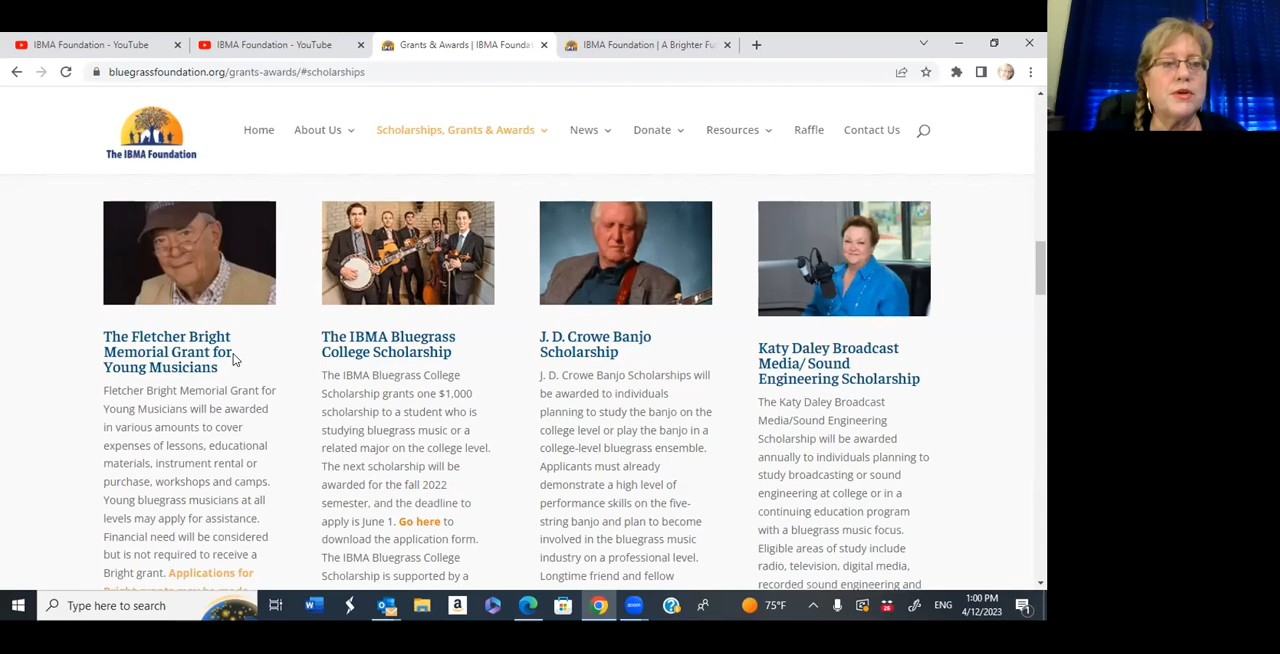 IBMA Foundation - YouTube
IBMA Foundation - YouTube
Grants & Awards | IBMA Founda
IBMA Foundation | A Brighter Fu
bluegrassfoundation.org/grants-awards/#scholarships
The IBMA Foundation
Home About Us Scholarships, Grants & Awards News Donate Resources Raffle Contact Us
The Fletcher Bright
Memorial Grant for
Young Musicians
Fletcher Bright Memorial Grant for
Young Musicians will be awarded
in various amounts to cover
expenses of lessons, educational
materials, instrument rental or
purchase, workshops and camps.
Young bluegrass musicians at all
levels may apply for assistance.
Financial need will be considered
but is not required to receive a
Bright grant. Applications for
Bright grants may be made
The IBMA Bluegrass
College Scholarship
The IBMA Bluegrass College
Scholarship grants one $1,000
scholarship to a student who is
studying bluegrass music or a
related major on the college level.
The next scholarship will be
awarded for the fall 2022
semester, and the deadline to
apply is June 1. Go here to
download the application form.
The IBMA Bluegrass College
Scholarship is supported by a
J. D. Crowe Banjo
Scholarship
J. D. Crowe Banjo Scholarships will
be awarded to individuals
planning to study the banjo on the
college level or play the banjo in a
college-level bluegrass ensemble.
Applicants must already
demonstrate a high level of
performance skills on the five-
string banjo and plan to become
involved in the bluegrass music
industry on a professional level.
Longtime friend and fellow
Katy Daley Broadcast
Media/ Sound
Engineering Scholarship
The Katy Daley Broadcast
Media/Sound Engineering
Scholarship will be awarded
annually to individuals planning to
study broadcasting or sound
engineering at college or in a
continuing education program
with a bluegrass music focus.
Eligible areas of study include
radio, television, digital media,
recorded sound engineering and
Type here to search
75°F
ENG
1:00 PM
4/12/2023